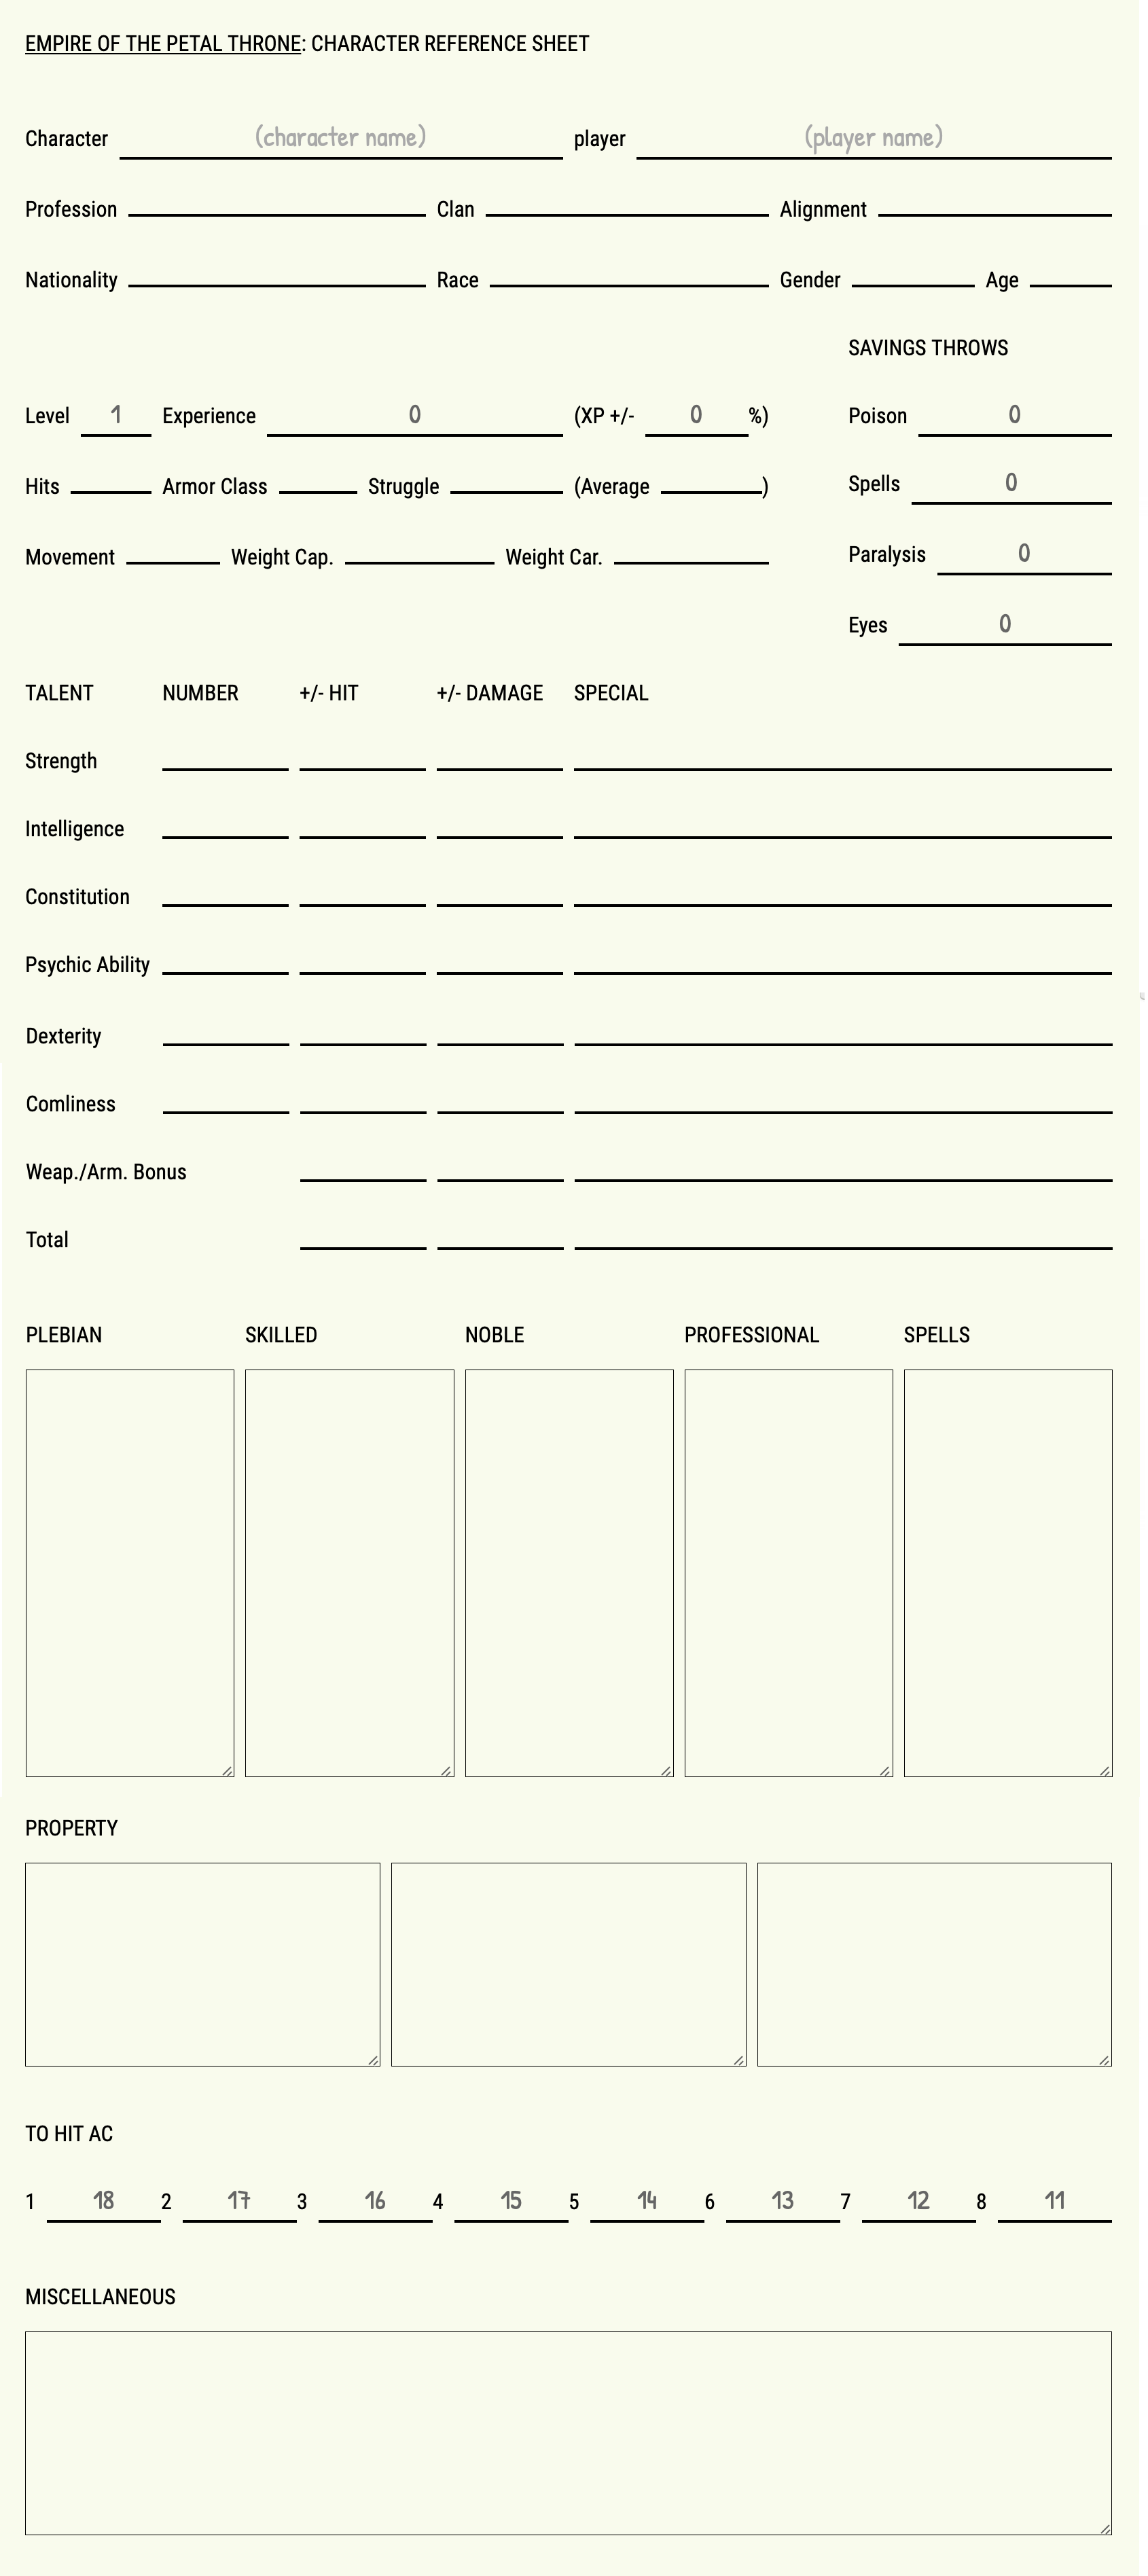 EMPIRE OF THE PETAL THRONE: CHARACTER REFERENCE SHEET
Character (character name) player (player name)
Profession Clan Alignment
Nationality Race Gender Age
SAVINGS THROWS
Level 1 Experience 0 (XP +/- 0 %) Poison 0
Hits Armor Class Struggle (Average ) Spells 0
Movement Weight Cap. Weight Car. Paralysis 0
Eyes 0
TALENT NUMBER +/- HIT +/- DAMAGE SPECIAL
Strength
Intelligence
Constitution
Psychic Ability
Dexterity
Comliness
Weap./Arm. Bonus
Total
PLEBIAN SKILLED NOBLE PROFESSIONAL SPELLS
PROPERTY
TO HIT AC
1 18 2 17 3 16 4 15 5 14 6 13 7 12 8 11
MISCELLANEOUS